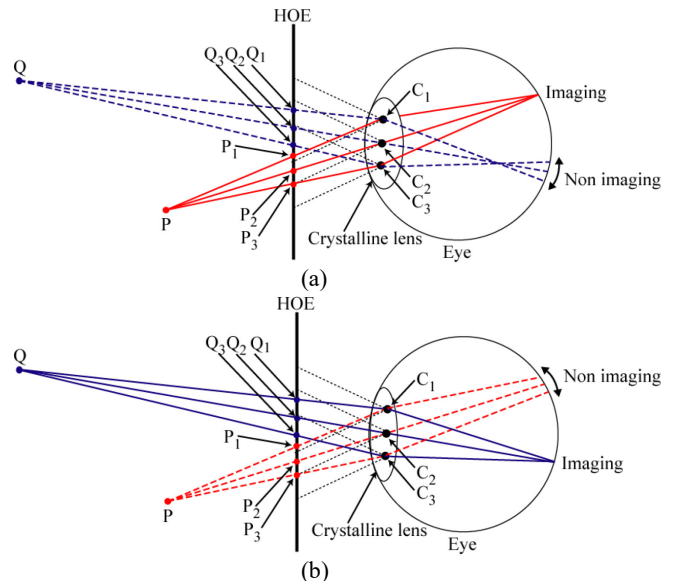 HOE
Q₃Q₂Q₁
Q
C₁
Imaging
P₁
Non imaging
P₂
C₂
P
P₃
C₃
Crystalline lens
Eye
(a)
HOE
Q₃Q₂Q₁
Q
C₁
Non imaging
P₁
Imaging
P₂
C₂
P
P₃
C₃
Crystalline lens
Eye
(b)